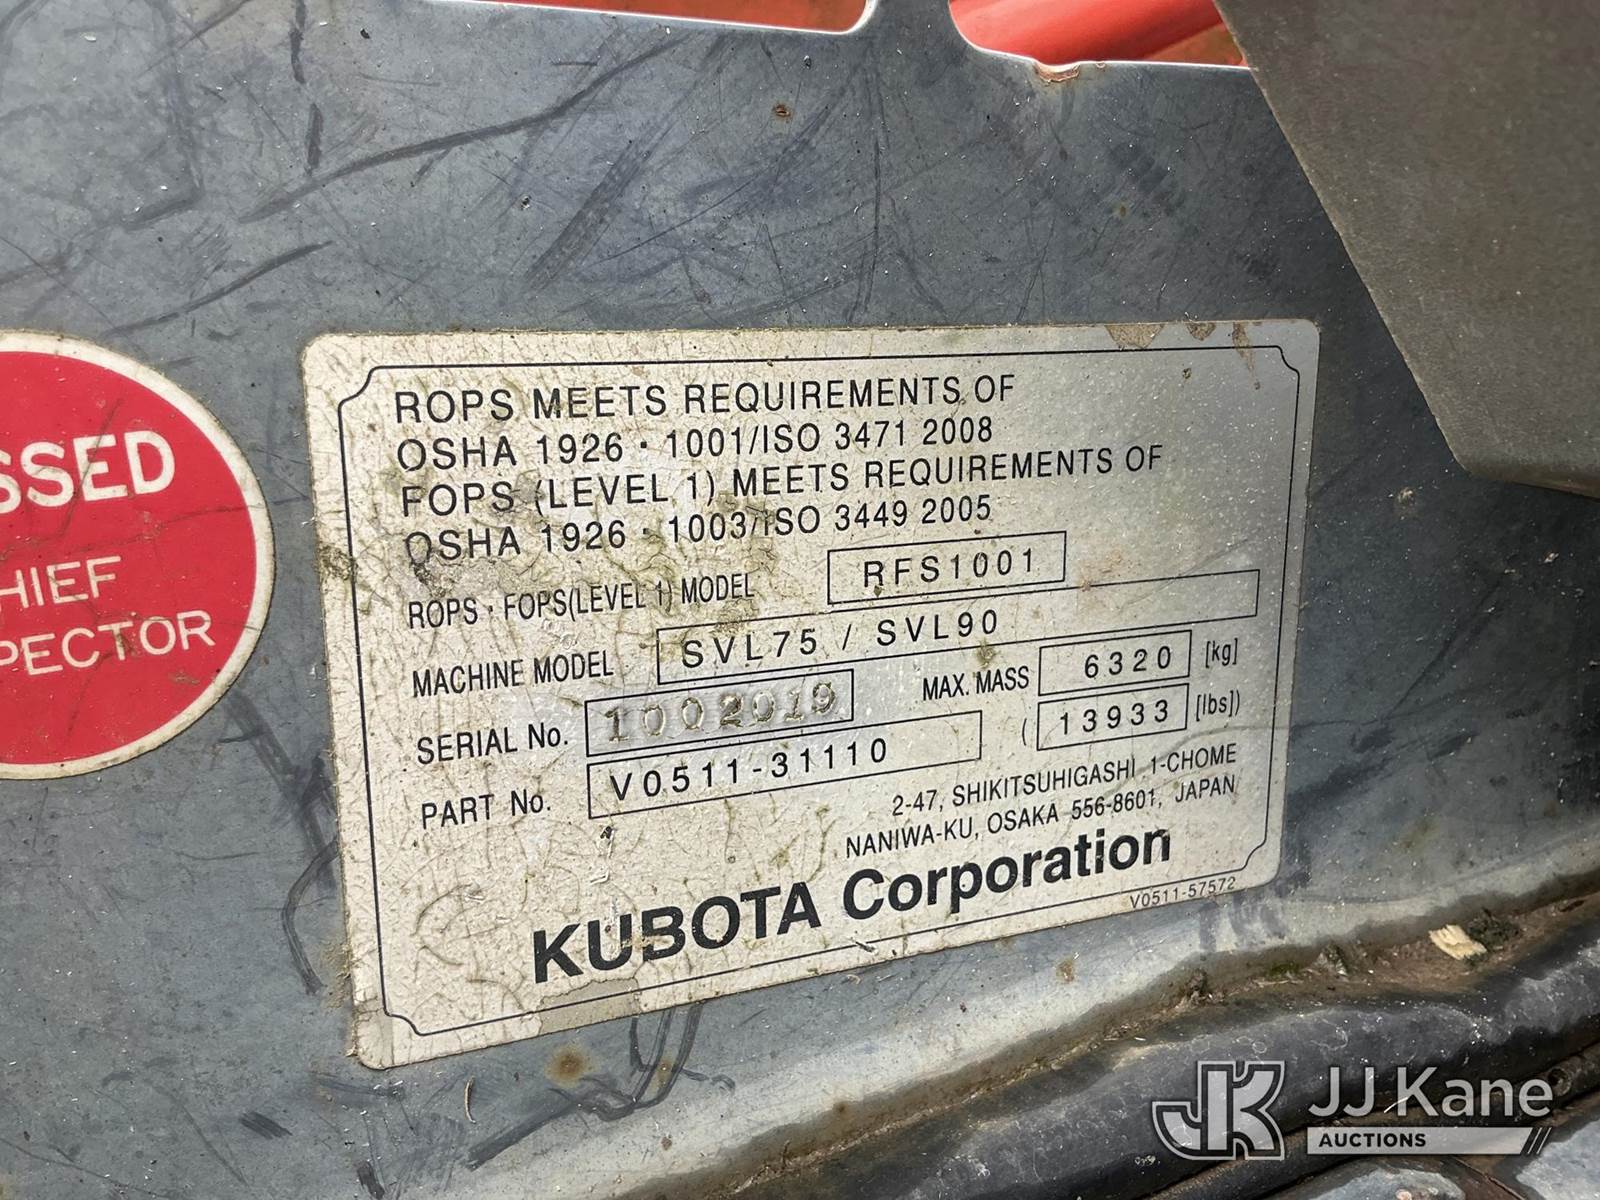 ROPS MEETS REQUIREMENTS OF
OSHA 1926・1001/ISO 3471 2008
FOPS (LEVEL 1) MEETS REQUIREMENTS OF
OSHA 1926・1003/ISO 3449 2005
ROPS・FOPS(LEVEL 1) MODEL RFS1001
MACHINE MODEL SVL75 / SVL90
SERIAL No. 1002019 MAX. MASS 6320 [kg]
(13933 [lbs])
PART No. V0511-31110
2-47, SHIKITSUHIGASHI 1-CHOME
NANIWA-KU, OSAKA 556-8601, JAPAN
KUBOTA Corporation
V0511-57572
SSED
HIEF
PECTOR
JK JJ Kane
AUCTIONS